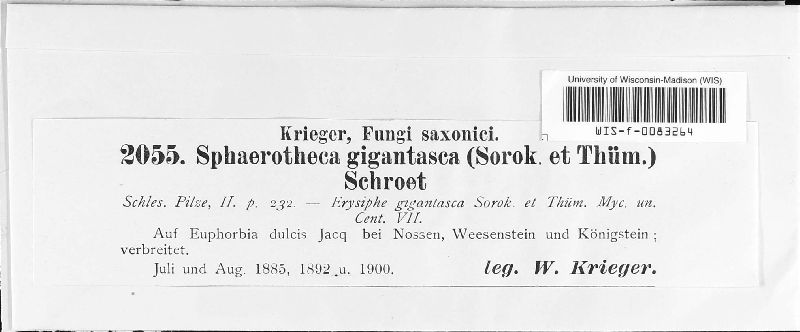 University of Wisconsin-Madison (WIS)
WIS-f-0083264
Krieger, Fungi saxonici.
2055. Sphaerotheca gigantasca (Sorok. et Thüm.)
Schroet
Schles. Pilze, II. p. 232. — Erysiphe gigantasca Sorok. et Thüm. Myc. un.
Cent. VII.
Auf Euphorbia dulcis Jacq bei Nossen, Weesenstein und Königstein;
verbreitet.
Juli und Aug. 1885, 1892 u. 1900. leg. W. Krieger.